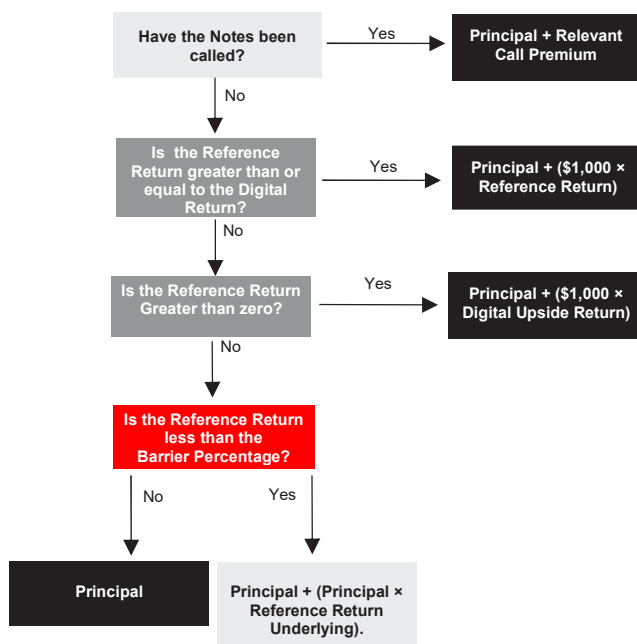 Have the Notes been
called?
Yes
Principal + Relevant
Call Premium
No
Is the Reference
Return greater than or
equal to the Digital
Return?
Yes
Principal + ($1,000 ×
Reference Return)
No
Is the Reference Return
Greater than zero?
Yes
Principal + ($1,000 ×
Digital Upside Return)
No
Is the Reference Return
less than the
Barrier Percentage?
No
Yes
Principal
Principal + (Principal ×
Reference Return
Underlying).